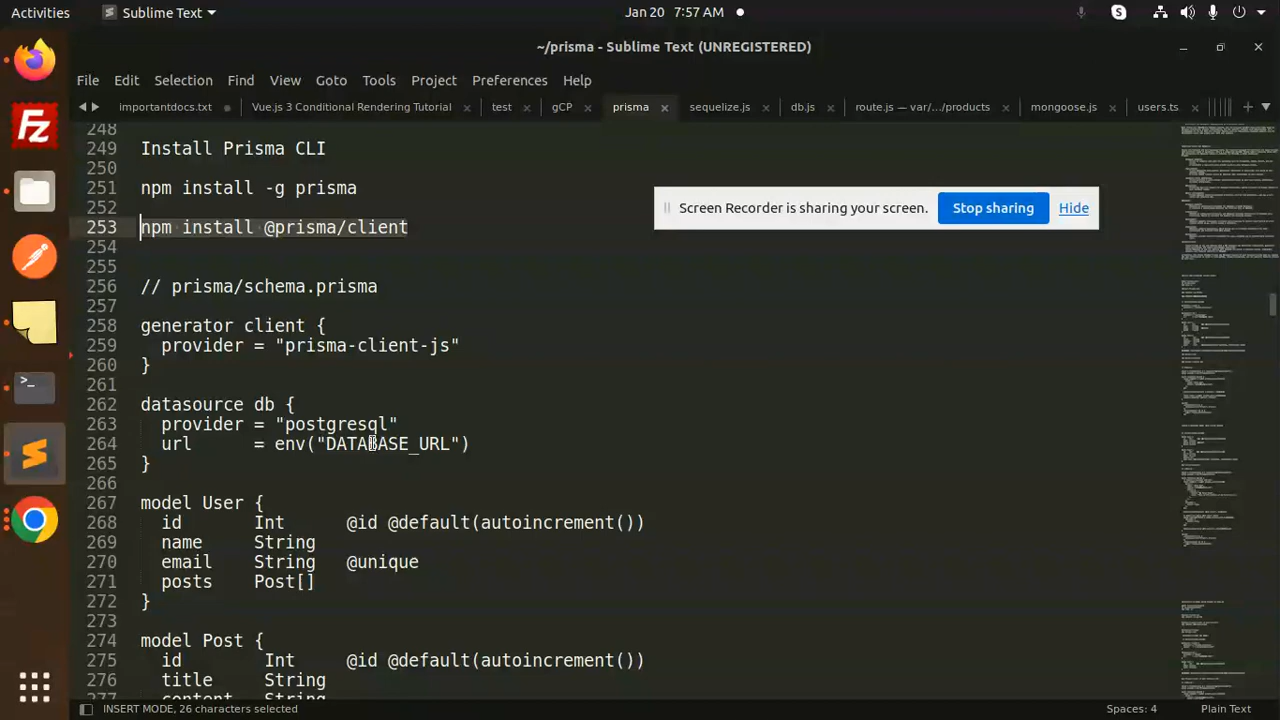 Activities Sublime Text Jan 20 7:57 AM
~/prisma - Sublime Text (UNREGISTERED)
File Edit Selection Find View Goto Tools Project Preferences Help
importantdocs.txt Vue.js 3 Conditional Rendering Tutorial test gCP prisma sequelize.js db.js route.js — var/.../products mongoose.js users.ts
248
249 Install Prisma CLI
250
251 npm install -g prisma
252
253 npm install @prisma/client
254
255
256 // prisma/schema.prisma
257
258 generator client {
259 provider = "prisma-client-js"
260 }
261
262 datasource db {
263 provider = "postgresql"
264 url = env("DATABASE_URL")
265 }
266
267 model User {
268 id Int @id @default(autoincrement())
269 name String
270 email String @unique
271 posts Post[]
272 }
273
274 model Post {
275 id Int @id @default(autoincrement())
276 title String
277 content String
Screen Recorder is sharing your screen. Stop sharing Hide
INSERT MODE, 26 characters selected Spaces: 4 Plain Text